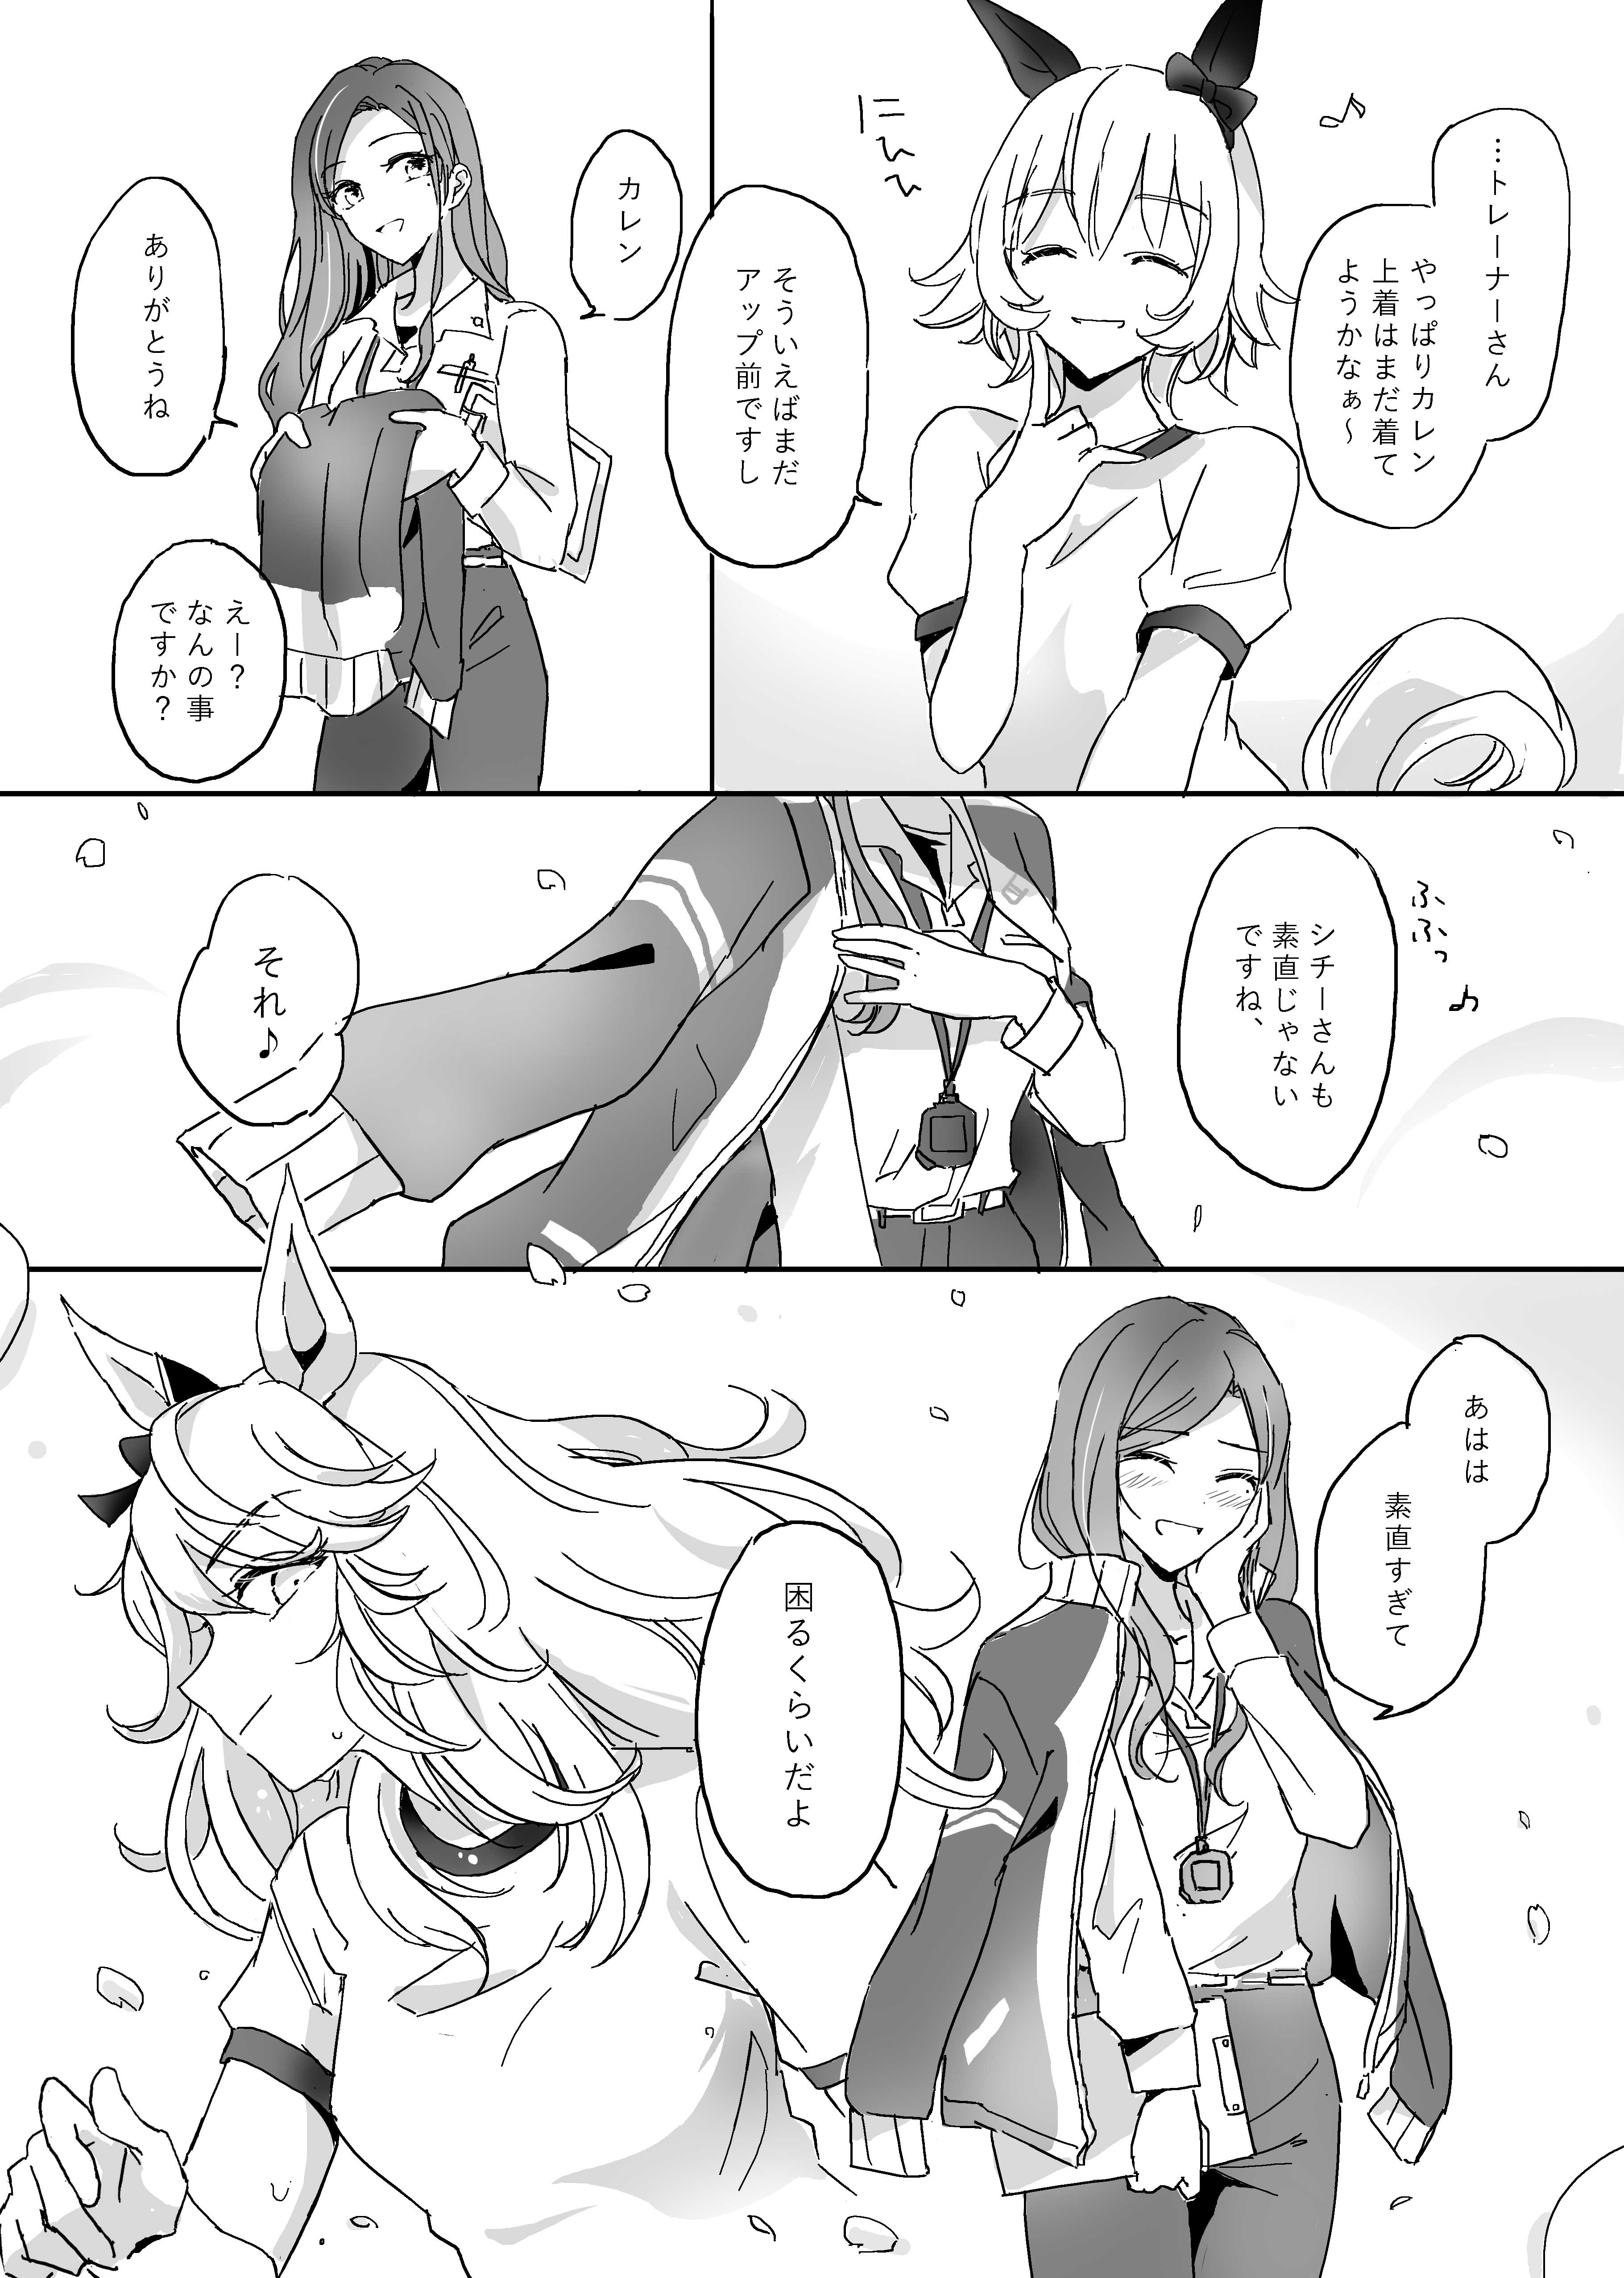 …トレーナーさん
やっぱりカレン
上着はまだ着て
ようかなぁ〜
♪
にひひ
そういえばまだ
アップ前ですし
カレン
ありがとうね
えー？
なんの事
ですか？
ふふっ
♪
シチーさんも
素直じゃない
ですね、
それ♪
あはは
素直すぎて
困るくらいだよ